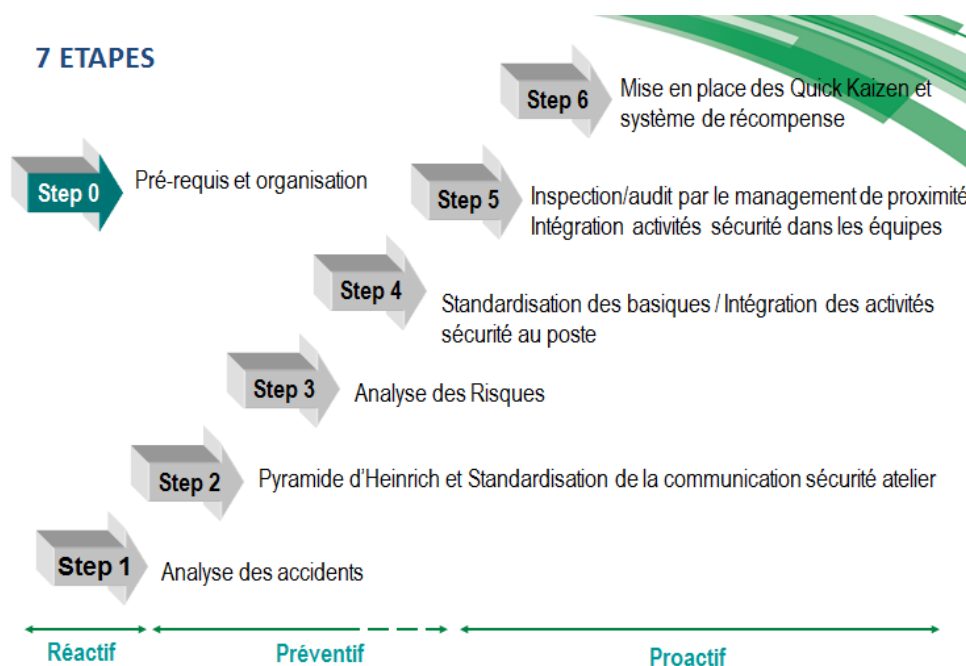 7 ETAPES
Step 6
Mise en place des Quick Kaizen et
système de récompense
Step 0
Pré-requis et organisation
Step 5
Inspection/audit par le management de proximité
Intégration activités sécurité dans les équipes
Step 4
Standardisation des basiques / Intégration des activités
sécurité au poste
Step 3
Analyse des Risques
Step 2
Pyramide d'Heinrich et Standardisation de la communication sécurité atelier
Step 1
Analyse des accidents
Réactif
Préventif
Proactif